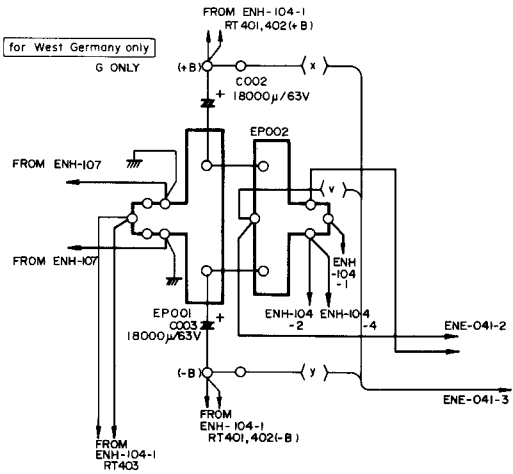 FROM ENH-104-1
RT401,402(+B)
for West Germany only
G ONLY
(+B)
x
C002
+
18000μ/63V
EP002
FROM ENH-107
v
FROM ENH-107
ENH
-104
-1
EP001
C003
+
18000μ/63V
ENH-104
-2
ENH-104
-4
ENE-041-2
(-B)
y
ENE-041-3
FROM
ENH-104-1
RT401,402(-B)
FROM
ENH-104-1
RT403